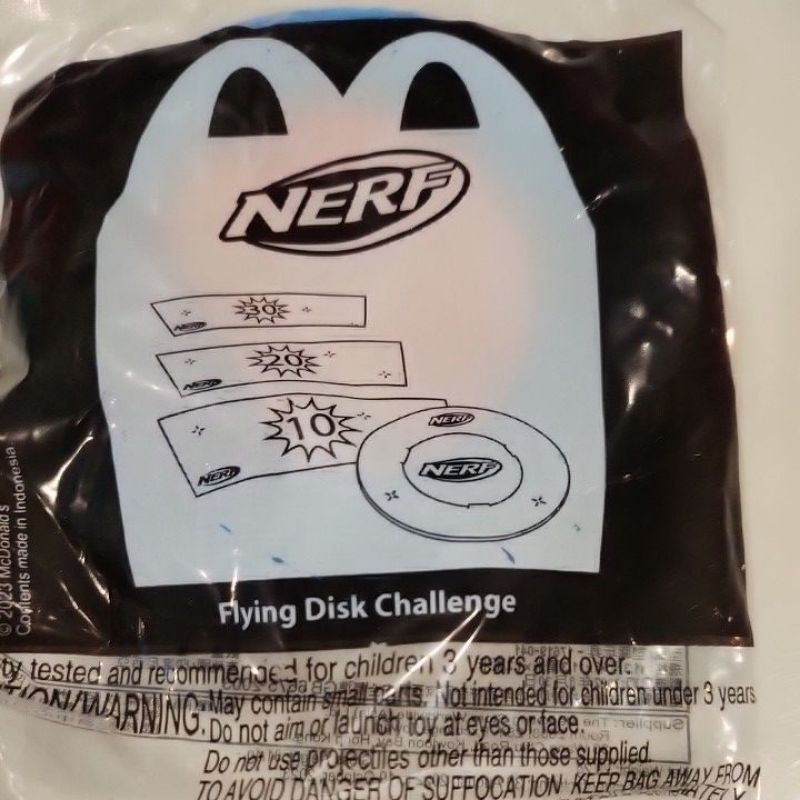 NERF
30
NERF
20
NERF
10
NERF
NERF
NERF
© 2023 McDonald's
Contents made in Indonesia
Flying Disk Challenge
ty tested and recommended for children 3 years and over.
TION/WARNING: May contain small parts. Not intended for children under 3 years
Do not aim or launch toy at eyes or face.
Do not use projectiles other than those supplied.
TO AVOID DANGER OF SUFFOCATION KEEP BAG AWAY FROM